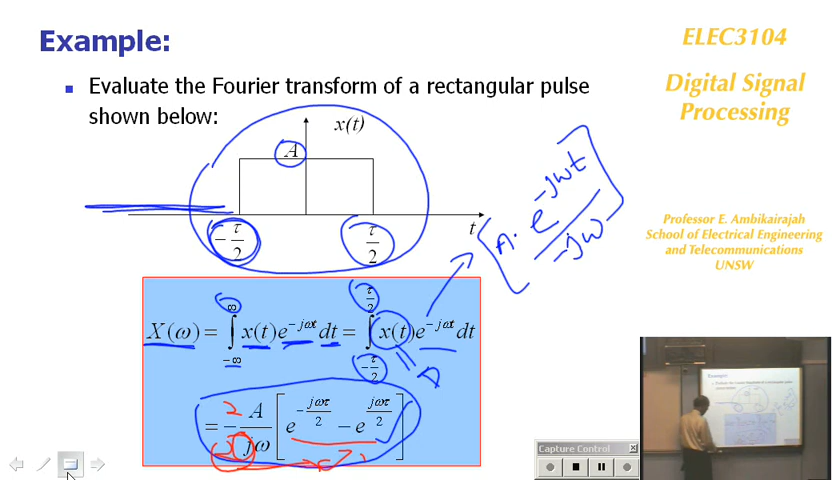 Example:
ELEC3104
Digital Signal
Processing
Professor E. Ambikairajah
School of Electrical Engineering
and Telecommunications
UNSW
▪ Evaluate the Fourier transform of a rectangular pulse
shown below:
x(t)
A
-τ/2 τ/2 t
[A. e^{-jωt} / -jω]
X(ω) = ∫_{-∞}^{∞} x(t) e^{-jωt} dt = ∫_{-τ/2}^{τ/2} x(t) e^{-jωt} dt
= A
= - A/jω [ e^{-jωτ/2} - e^{jωτ/2} ]
2
Capture Control